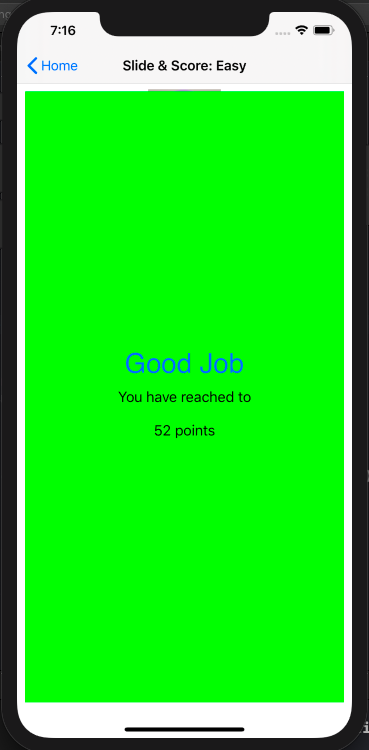 7:16
Home
Slide & Score: Easy
Good Job
You have reached to
52 points